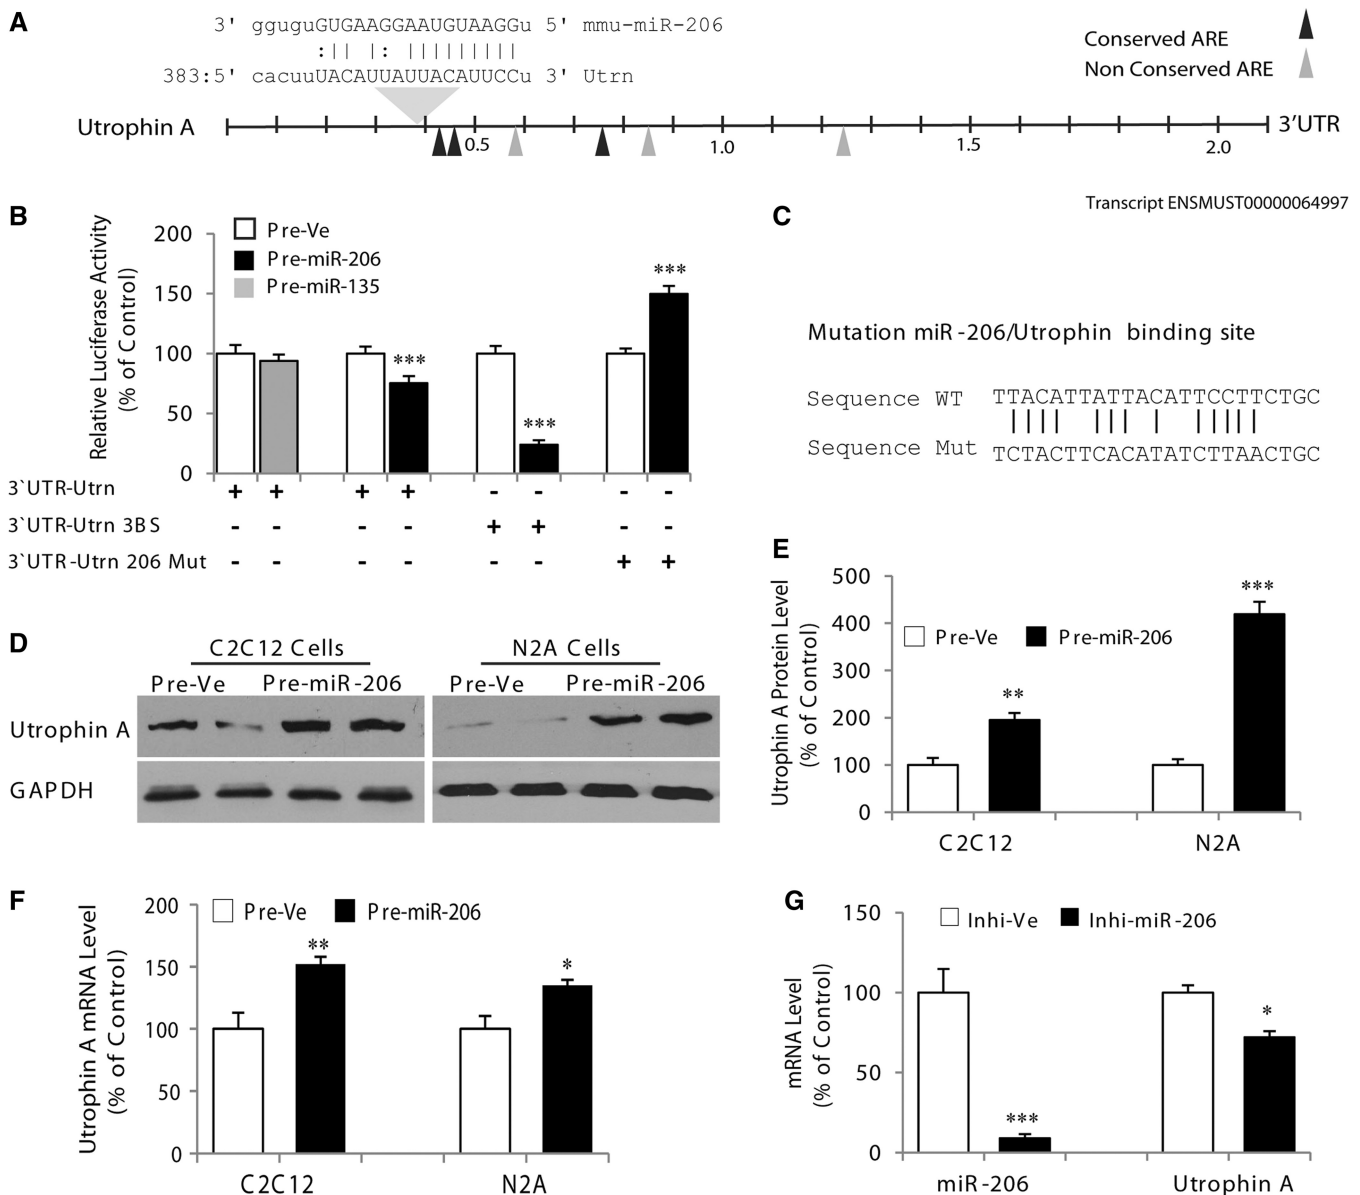 A
3' gguguGUGAAGGAAUGUAAGGu 5' mmu-miR-206
:|| |: |||||||||
383:5' cacuuUACAUUAUUACAUUCCu 3' Utrn
Conserved ARE
Non Conserved ARE
Utrophin A
3'UTR
0.5 1.0 1.5 2.0
Transcript ENSMUST00000064997
B
Relative Luciferase Activity
(% of Control)
Pre-Ve
Pre-miR-206
Pre-miR-135
200
150
100
50
0
***
***
***
3`UTR-Utrn + + + + - - - -
3`UTR-Utrn 3BS - - - - + + - -
3`UTR-Utrn 206 Mut - - - - - - + +
C
Mutation miR-206/Utrophin binding site
Sequence WT TTACATTATTACATTCCTTCTGC
Sequence Mut TCTACTTCACATATCTTAACTGC
D
C2C12 Cells N2A Cells
Pre-Ve Pre-miR-206 Pre-Ve Pre-miR-206
Utrophin A
GAPDH
E
Utrophin A Protein Level
(% of Control)
500
400
300
200
100
0
Pre-Ve Pre-miR-206
**
***
C2C12 N2A
F
Utrophin A mRNA Level
(% of Control)
200
150
100
50
0
Pre-Ve Pre-miR-206
**
*
C2C12 N2A
G
mRNA Level
(% of Control)
150
100
50
0
Inhi-Ve Inhi-miR-206
***
*
miR-206 Utrophin A